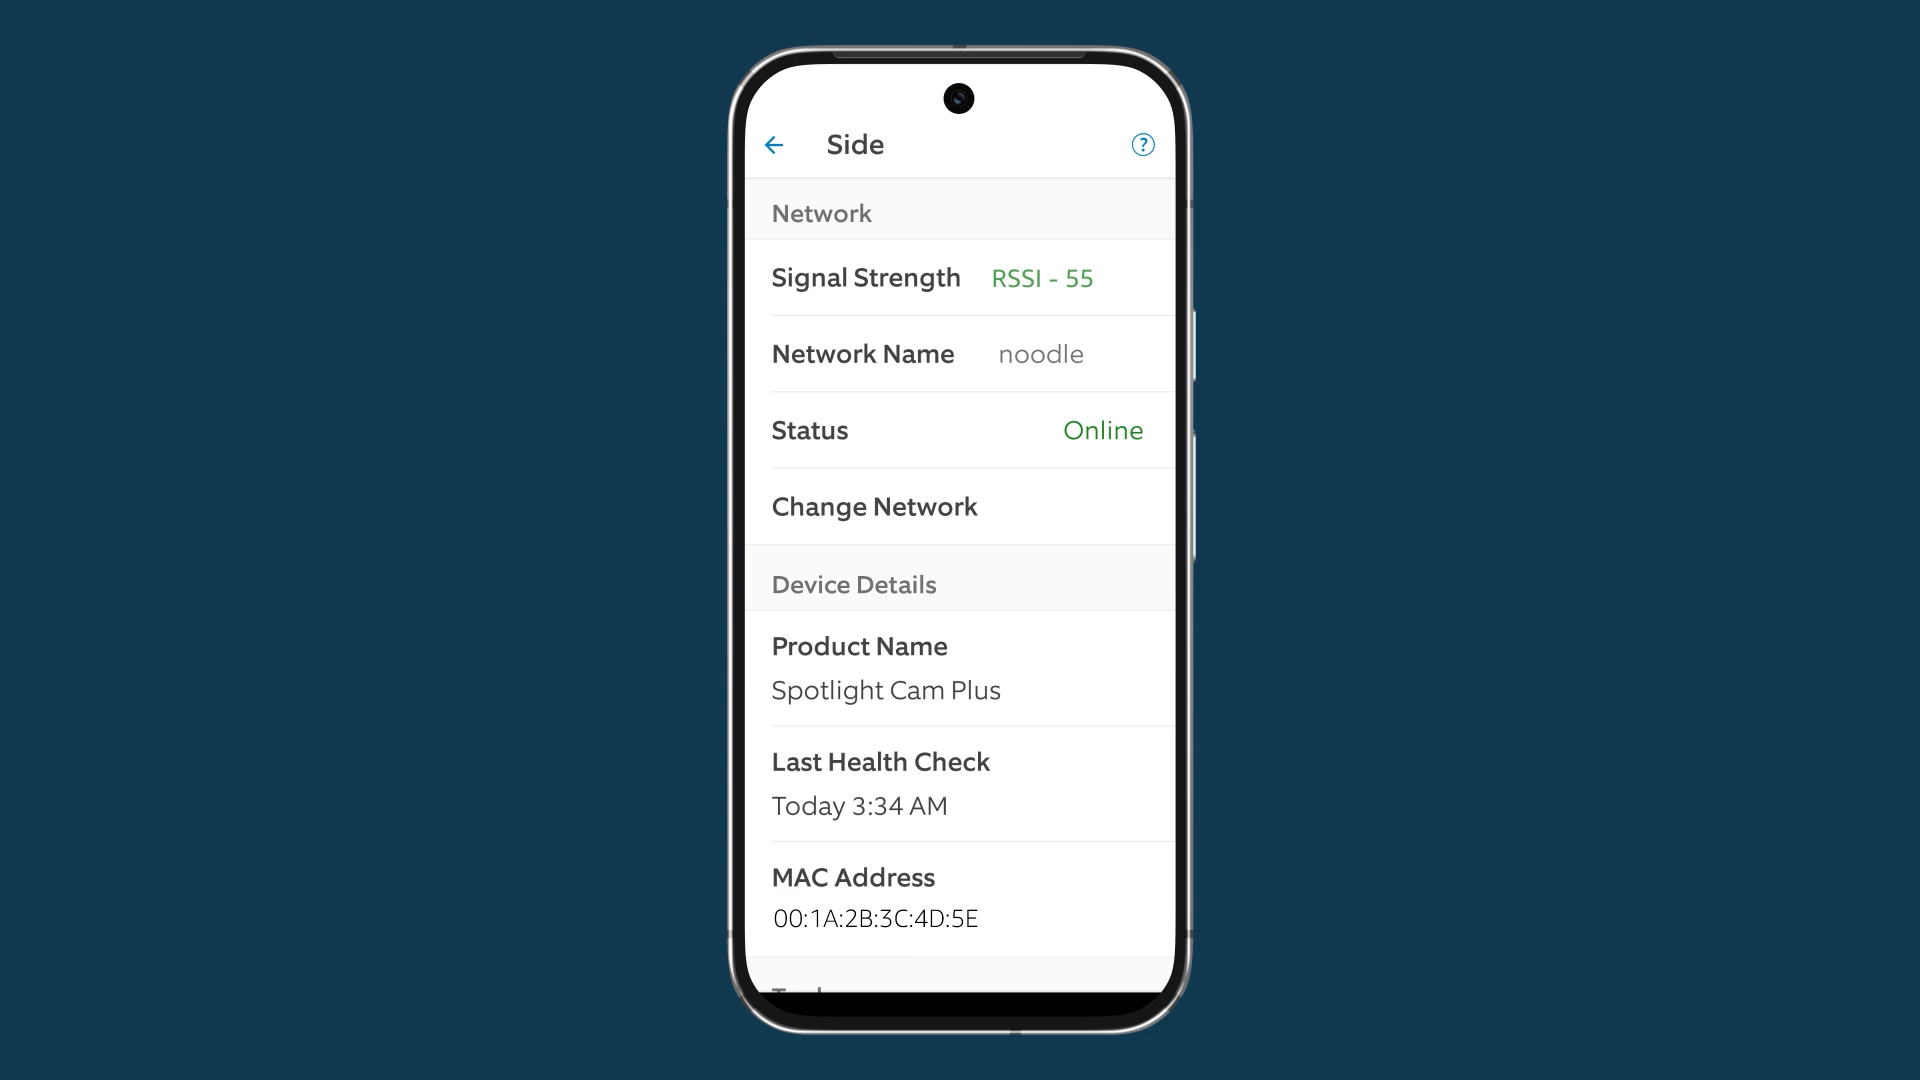 Side
?
Network
Signal Strength RSSI - 55
Network Name noodle
Status Online
Change Network
Device Details
Product Name
Spotlight Cam Plus
Last Health Check
Today 3:34 AM
MAC Address
00:1A:2B:3C:4D:5E